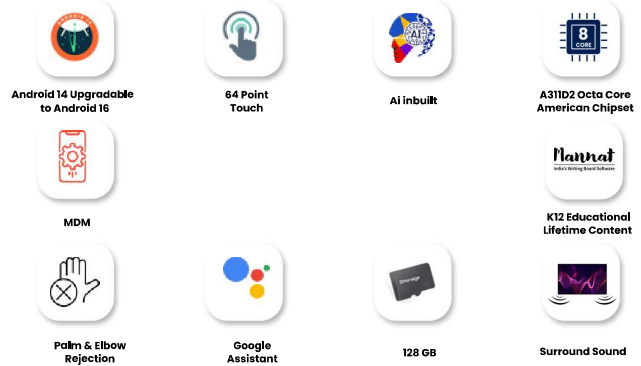 ANDROID 14
AI
8
CORE
Android 14 Upgradable
to Android 16
64 Point
Touch
Ai inbuilt
A311D2 Octa Core
American Chipset
Mannat
India's Writing Board Software
MDM
K12 Educational
Lifetime Content
Storage
Palm & Elbow
Rejection
Google
Assistant
128 GB
Surround Sound